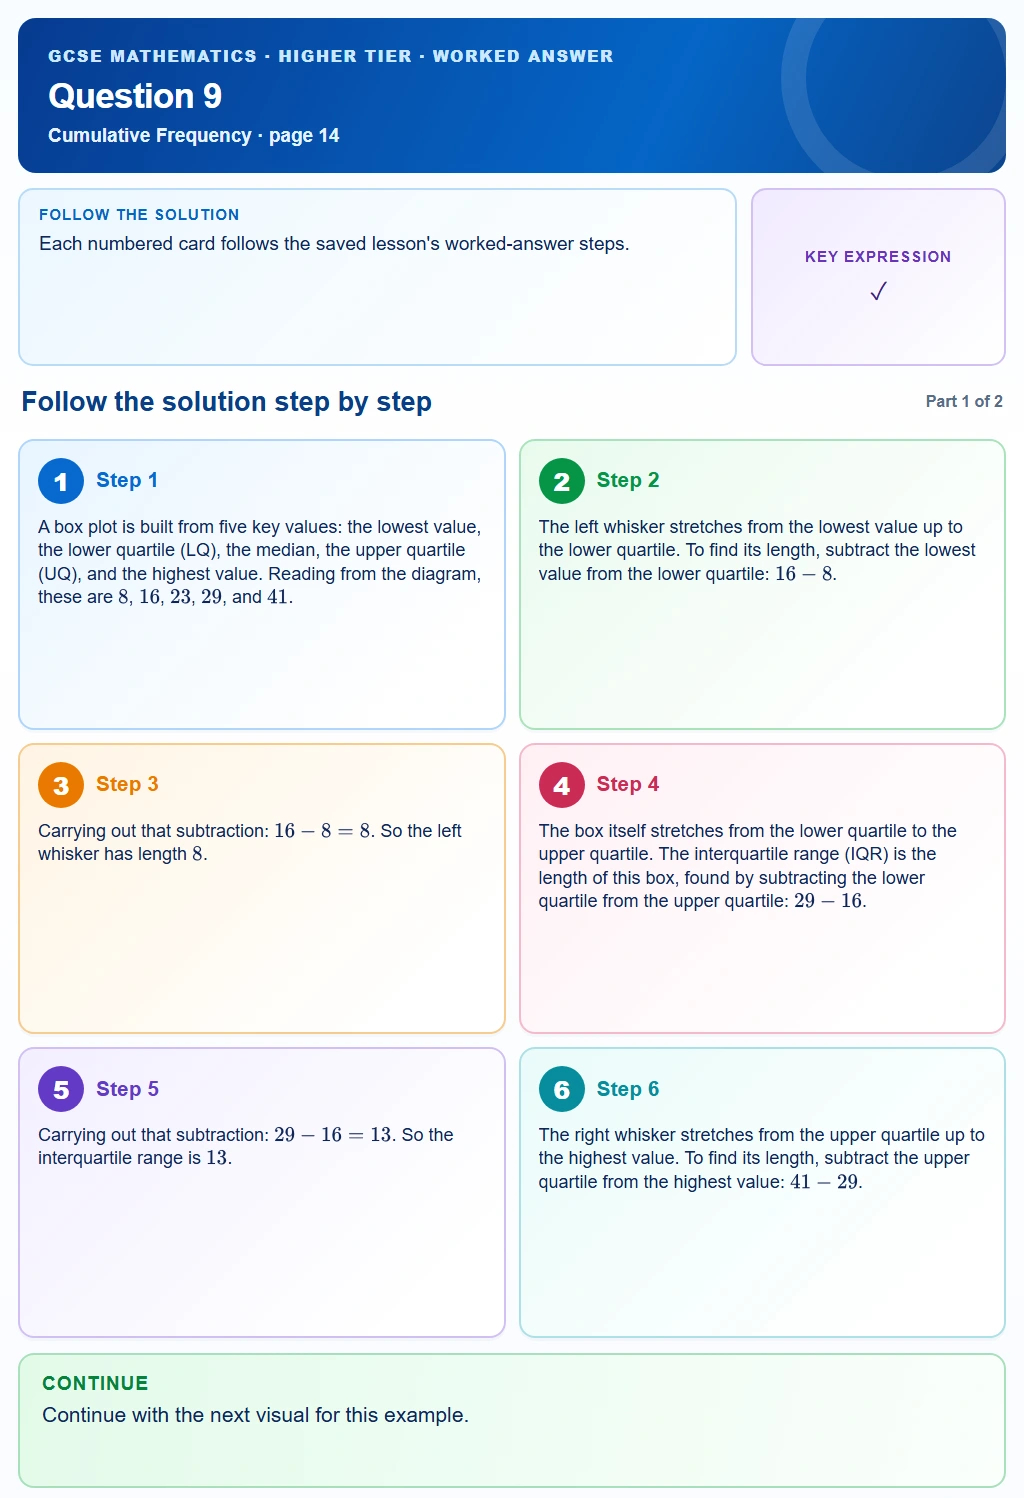 GCSE MATHEMATICS · HIGHER TIER · WORKED ANSWER
Question 9
Cumulative Frequency · page 14
FOLLOW THE SOLUTION
Each numbered card follows the saved lesson's worked-answer steps.
KEY EXPRESSION
✓
Follow the solution step by step
Part 1 of 2
1 Step 1
A box plot is built from five key values: the lowest value,
the lower quartile (LQ), the median, the upper quartile
(UQ), and the highest value. Reading from the diagram,
these are 8, 16, 23, 29, and 41.
2 Step 2
The left whisker stretches from the lowest value up to
the lower quartile. To find its length, subtract the lowest
value from the lower quartile: 16 − 8.
3 Step 3
Carrying out that subtraction: 16 − 8 = 8. So the left
whisker has length 8.
4 Step 4
The box itself stretches from the lower quartile to the
upper quartile. The interquartile range (IQR) is the
length of this box, found by subtracting the lower
quartile from the upper quartile: 29 − 16.
5 Step 5
Carrying out that subtraction: 29 − 16 = 13. So the
interquartile range is 13.
6 Step 6
The right whisker stretches from the upper quartile up to
the highest value. To find its length, subtract the upper
quartile from the highest value: 41 − 29.
CONTINUE
Continue with the next visual for this example.